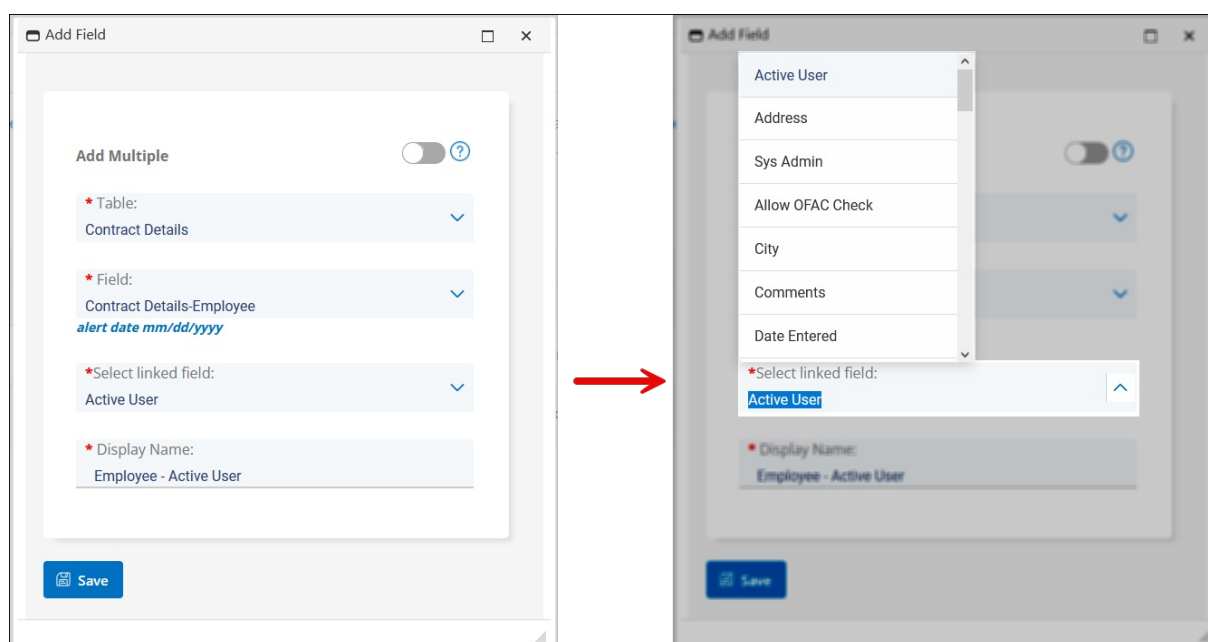 Add Field
Add Multiple
?
* Table:
Contract Details
* Field:
Contract Details-Employee
alert date mm/dd/yyyy
*Select linked field:
Active User
* Display Name:
Employee - Active User
Save
Add Field
Active User
Address
Sys Admin
?
Allow OFAC Check
City
Comments
Date Entered
*Select linked field:
Active User
* Display Name:
Employee - Active User
Save